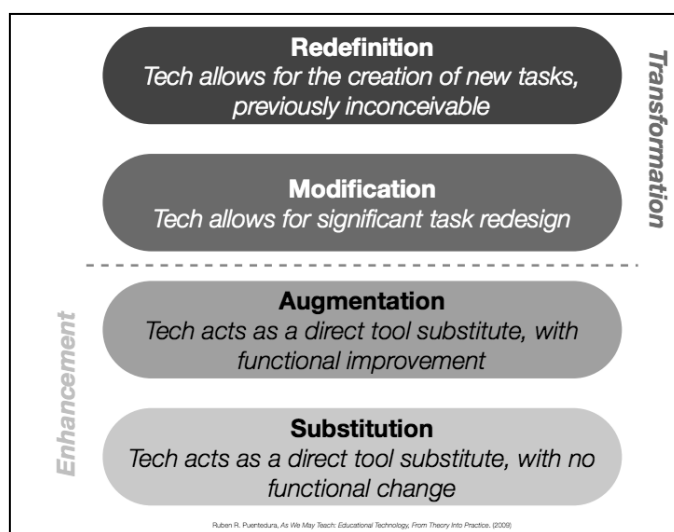 Redefinition
Tech allows for the creation of new tasks,
previously inconceivable
Transformation
Modification
Tech allows for significant task redesign
Augmentation
Tech acts as a direct tool substitute, with
functional improvement
Enhancement
Substitution
Tech acts as a direct tool substitute, with no
functional change
Ruben R. Puentedura, As We May Teach: Educational Technology, From Theory Into Practice. (2009)